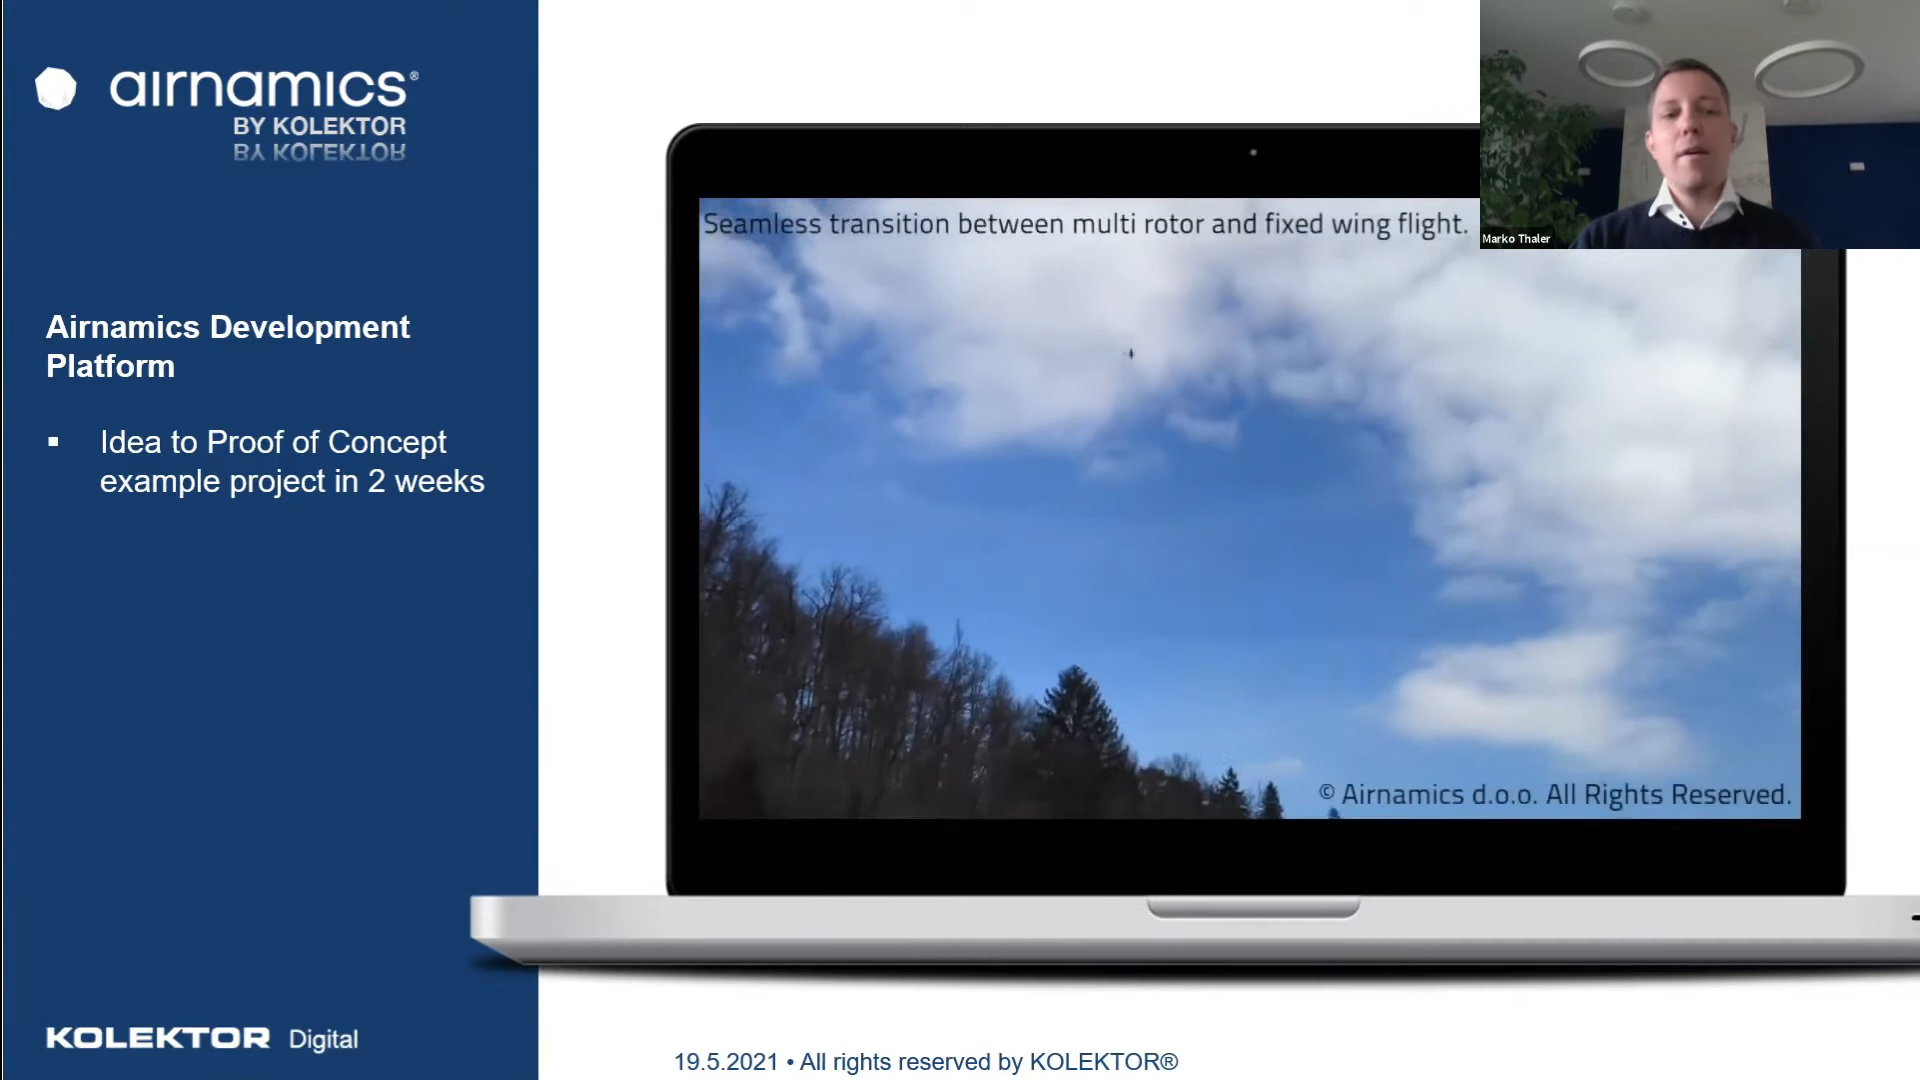 airnamics®
BY KOLEKTOR
Airnamics Development
Platform
▪ Idea to Proof of Concept
example project in 2 weeks
KOLEKTOR Digital
Seamless transition between multi rotor and fixed wing flight.
© Airnamics d.o.o. All Rights Reserved.
Marko Thaler
19.5.2021 • All rights reserved by KOLEKTOR®